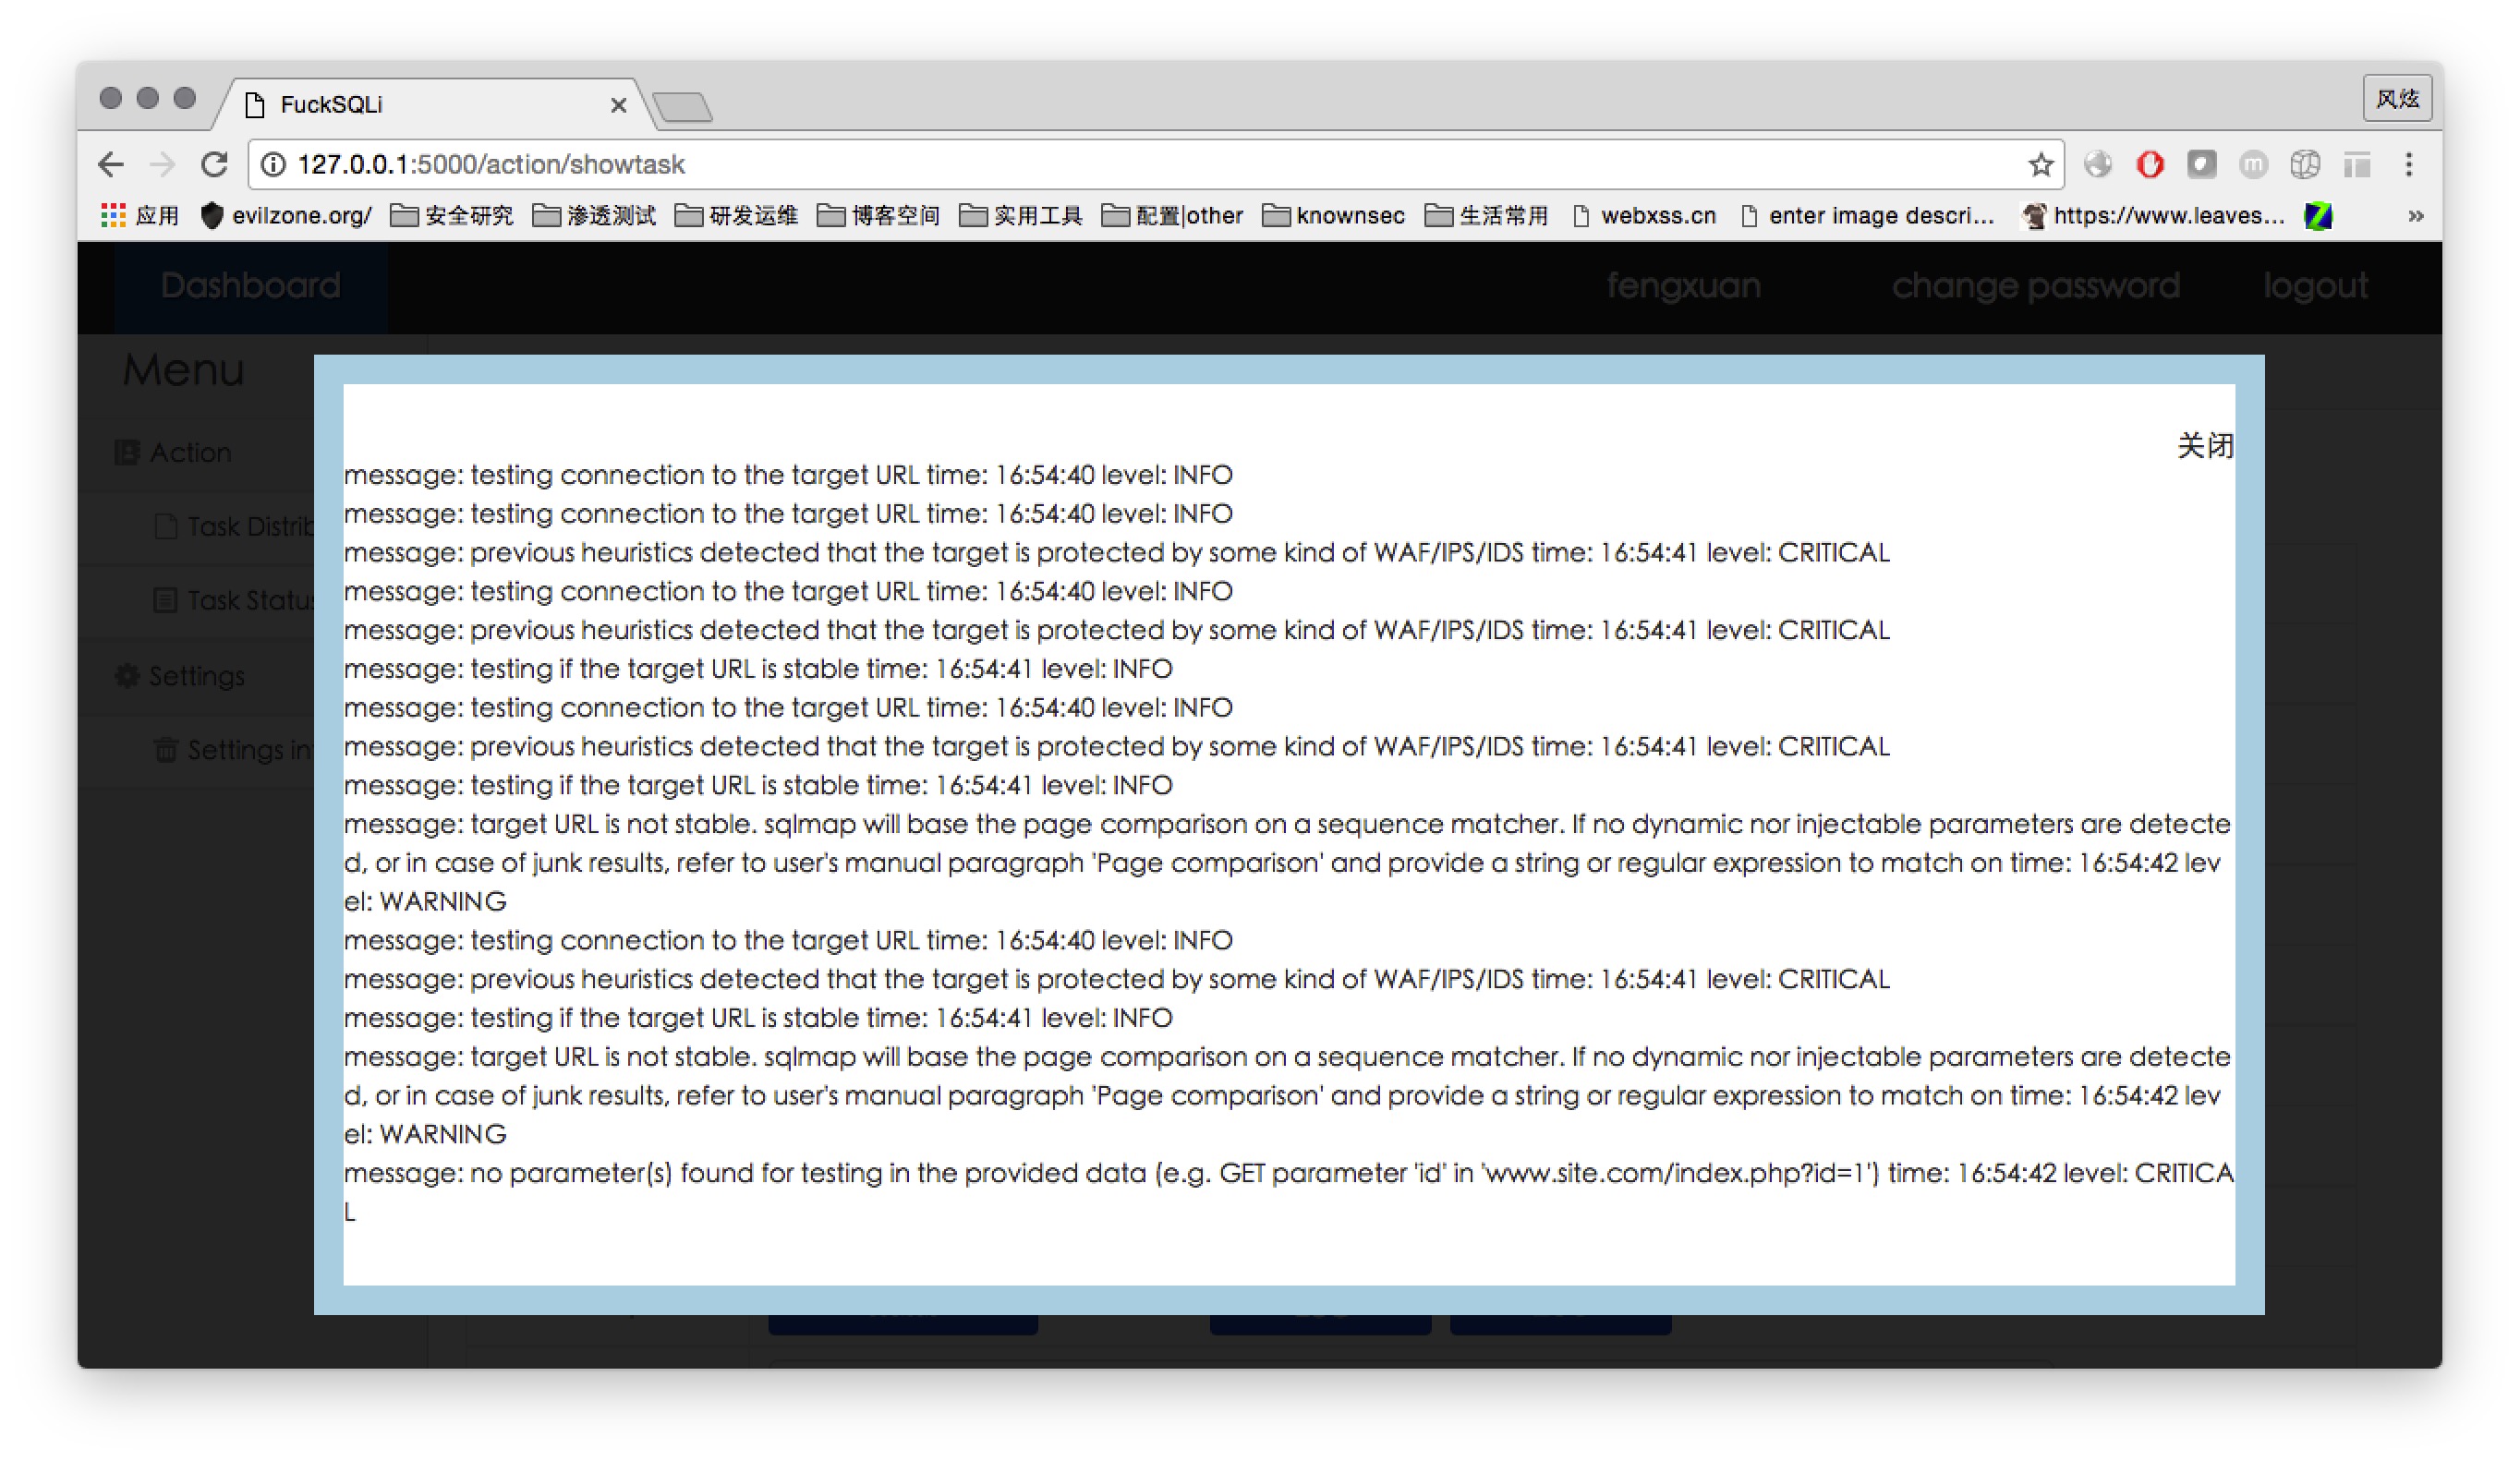 FuckSQLi
风炫
127.0.0.1:5000/action/showtask
应用 evilzone.org/ 安全研究 渗透测试 研发运维 博客空间 实用工具 配置|other knownsec 生活常用 webxss.cn enter image descri... https://www.leaves... »
Dashboard fengxuan change password logout
Menu
Action
Task Distrib
Task Status
Settings
Settings in
关闭
message: testing connection to the target URL time: 16:54:40 level: INFO
message: testing connection to the target URL time: 16:54:40 level: INFO
message: previous heuristics detected that the target is protected by some kind of WAF/IPS/IDS time: 16:54:41 level: CRITICAL
message: testing connection to the target URL time: 16:54:40 level: INFO
message: previous heuristics detected that the target is protected by some kind of WAF/IPS/IDS time: 16:54:41 level: CRITICAL
message: testing if the target URL is stable time: 16:54:41 level: INFO
message: testing connection to the target URL time: 16:54:40 level: INFO
message: previous heuristics detected that the target is protected by some kind of WAF/IPS/IDS time: 16:54:41 level: CRITICAL
message: testing if the target URL is stable time: 16:54:41 level: INFO
message: target URL is not stable. sqlmap will base the page comparison on a sequence matcher. If no dynamic nor injectable parameters are detecte
d, or in case of junk results, refer to user's manual paragraph 'Page comparison' and provide a string or regular expression to match on time: 16:54:42 lev
el: WARNING
message: testing connection to the target URL time: 16:54:40 level: INFO
message: previous heuristics detected that the target is protected by some kind of WAF/IPS/IDS time: 16:54:41 level: CRITICAL
message: testing if the target URL is stable time: 16:54:41 level: INFO
message: target URL is not stable. sqlmap will base the page comparison on a sequence matcher. If no dynamic nor injectable parameters are detecte
d, or in case of junk results, refer to user's manual paragraph 'Page comparison' and provide a string or regular expression to match on time: 16:54:42 lev
el: WARNING
message: no parameter(s) found for testing in the provided data (e.g. GET parameter 'id' in 'www.site.com/index.php?id=1') time: 16:54:42 level: CRITICA
L